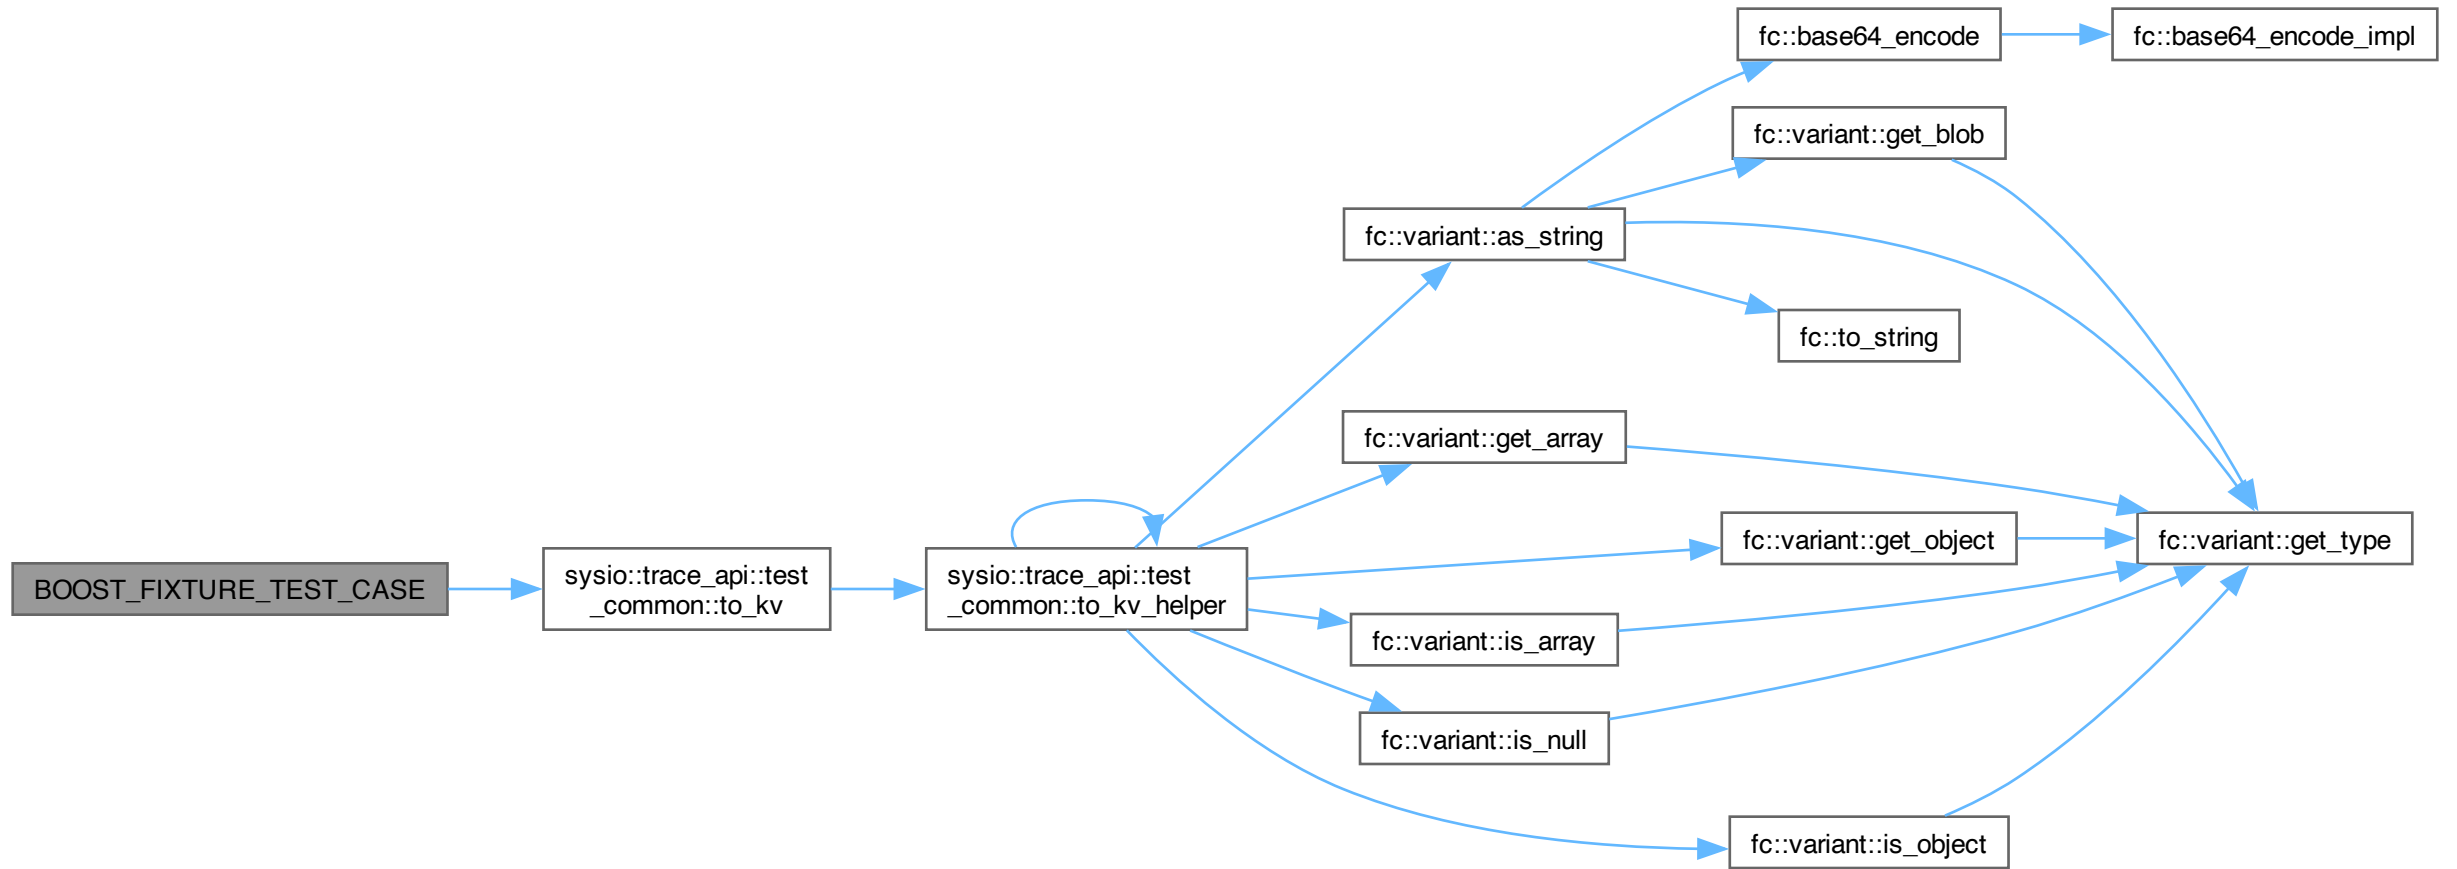 BOOST_FIXTURE_TEST_CASE
sysio::trace_api::test
_common::to_kv
sysio::trace_api::test
_common::to_kv_helper
fc::variant::as_string
fc::base64_encode
fc::base64_encode_impl
fc::variant::get_blob
fc::to_string
fc::variant::get_array
fc::variant::get_object
fc::variant::get_type
fc::variant::is_array
fc::variant::is_null
fc::variant::is_object